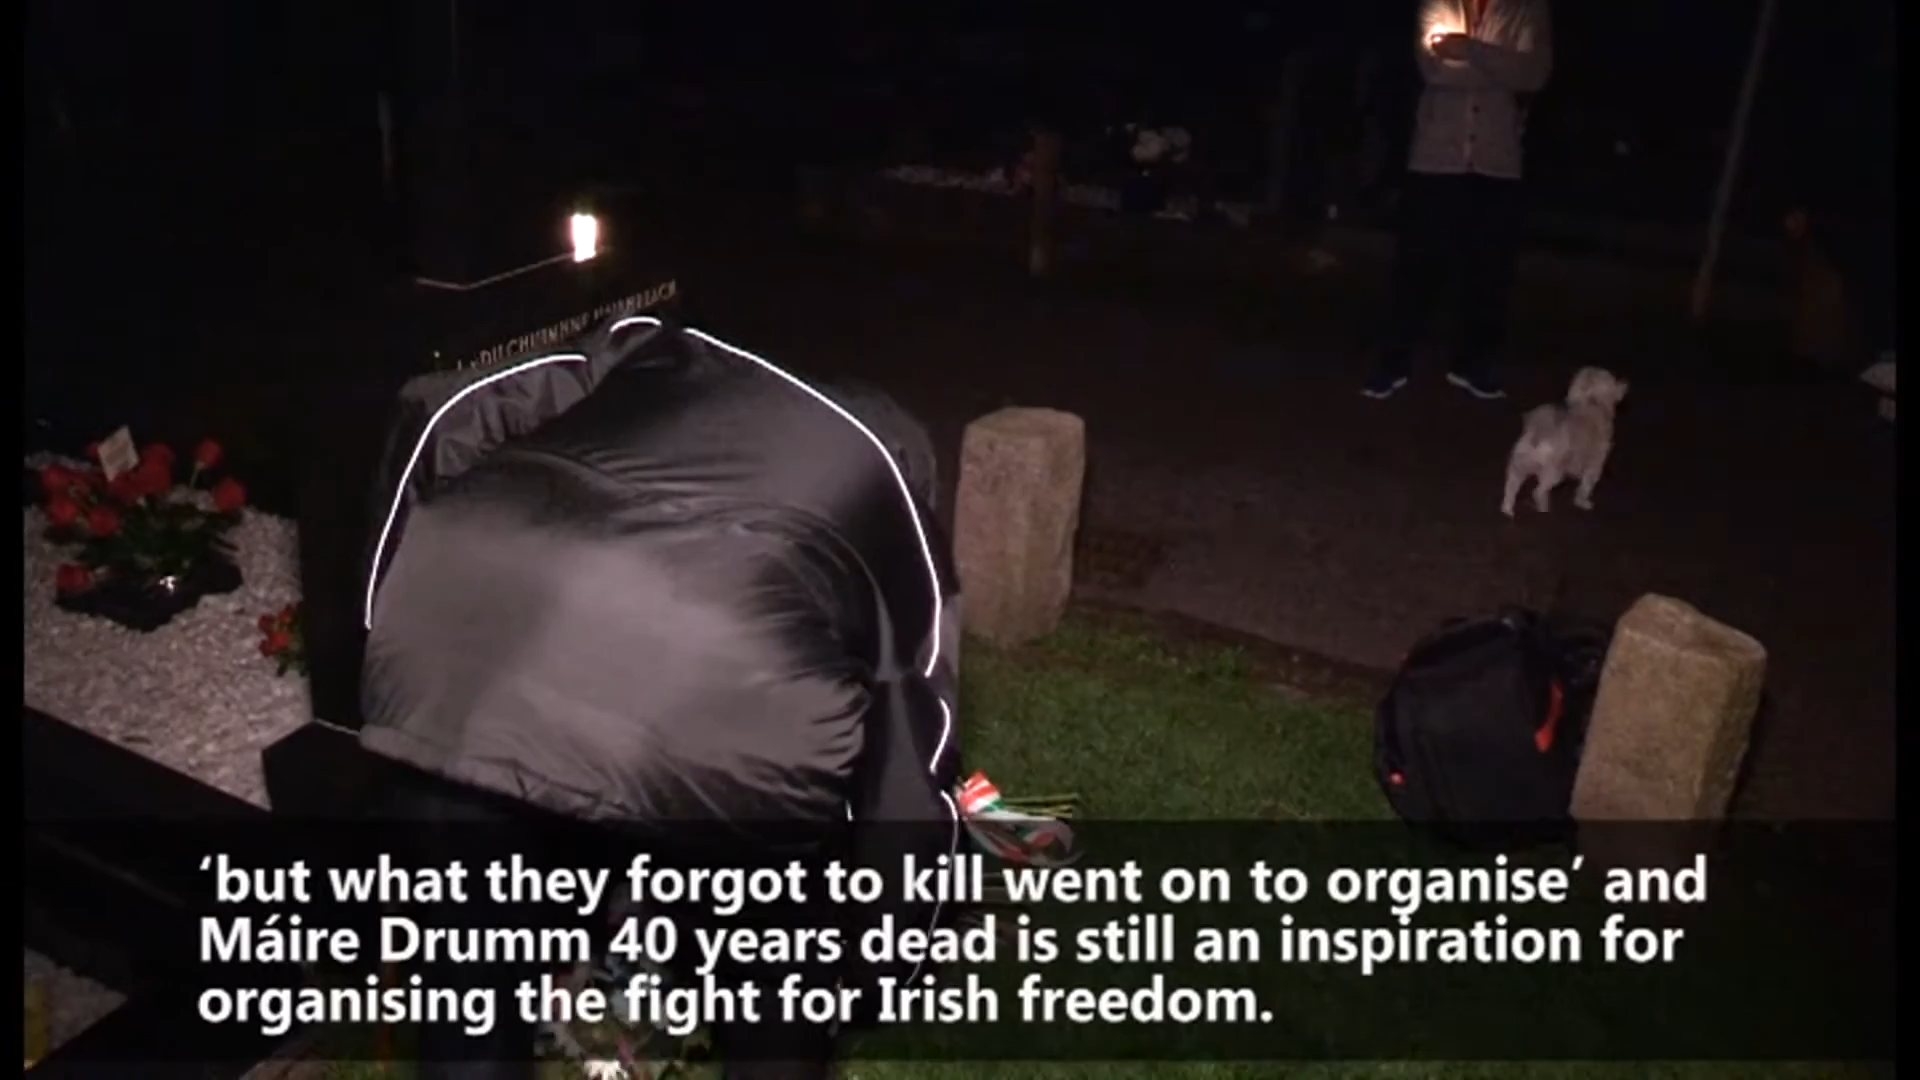 DILCHUIMHNE
‘but what they forgot to kill went on to organise’ and
Máire Drumm 40 years dead is still an inspiration for
organising the fight for Irish freedom.